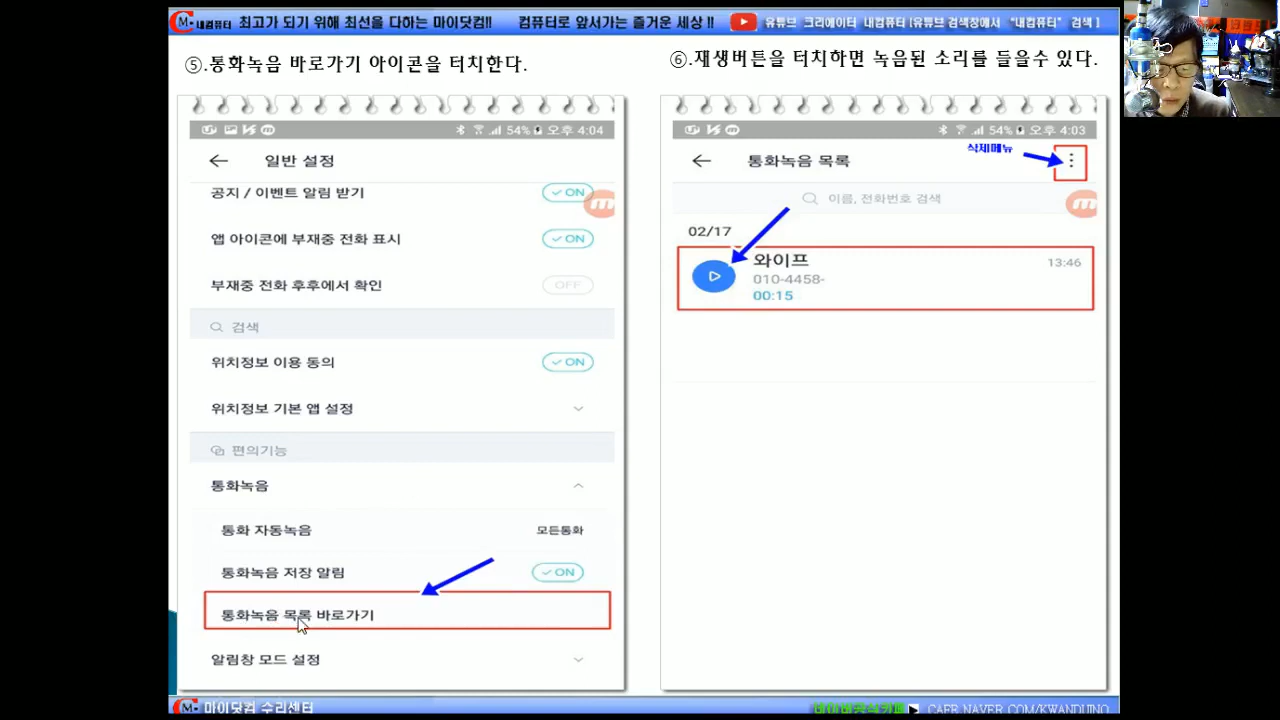 내컴퓨터 최고가 되기 위해 최선을 다하는 마이닷컴!! 컴퓨터로 앞서가는 즐거운 세상 !! 유튜브 크리에이터 내컴퓨터 [유튜브 검색창에서 “내컴퓨터” 검색 ]
⑤.통화녹음 바로가기 아이콘을 터치한다.
54% 오후 4:04
일반 설정
공지 / 이벤트 알림 받기 ON
앱 아이콘에 부재중 전화 표시 ON
부재중 전화 후후에서 확인 OFF
검색
위치정보 이용 동의 ON
위치정보 기본 앱 설정
편의기능
통화녹음
통화 자동녹음 모든통화
통화녹음 저장 알림 ON
통화녹음 목록 바로가기
알림창 모드 설정
⑥.재생버튼을 터치하면 녹음된 소리를 들을수 있다.
54% 오후 4:03
삭제메뉴
통화녹음 목록
이름, 전화번호 검색
02/17
와이프 13:46
010-4458-
00:15
마이닷컴 수리센터
CAFE.NAVER.COM/KWANDUINO